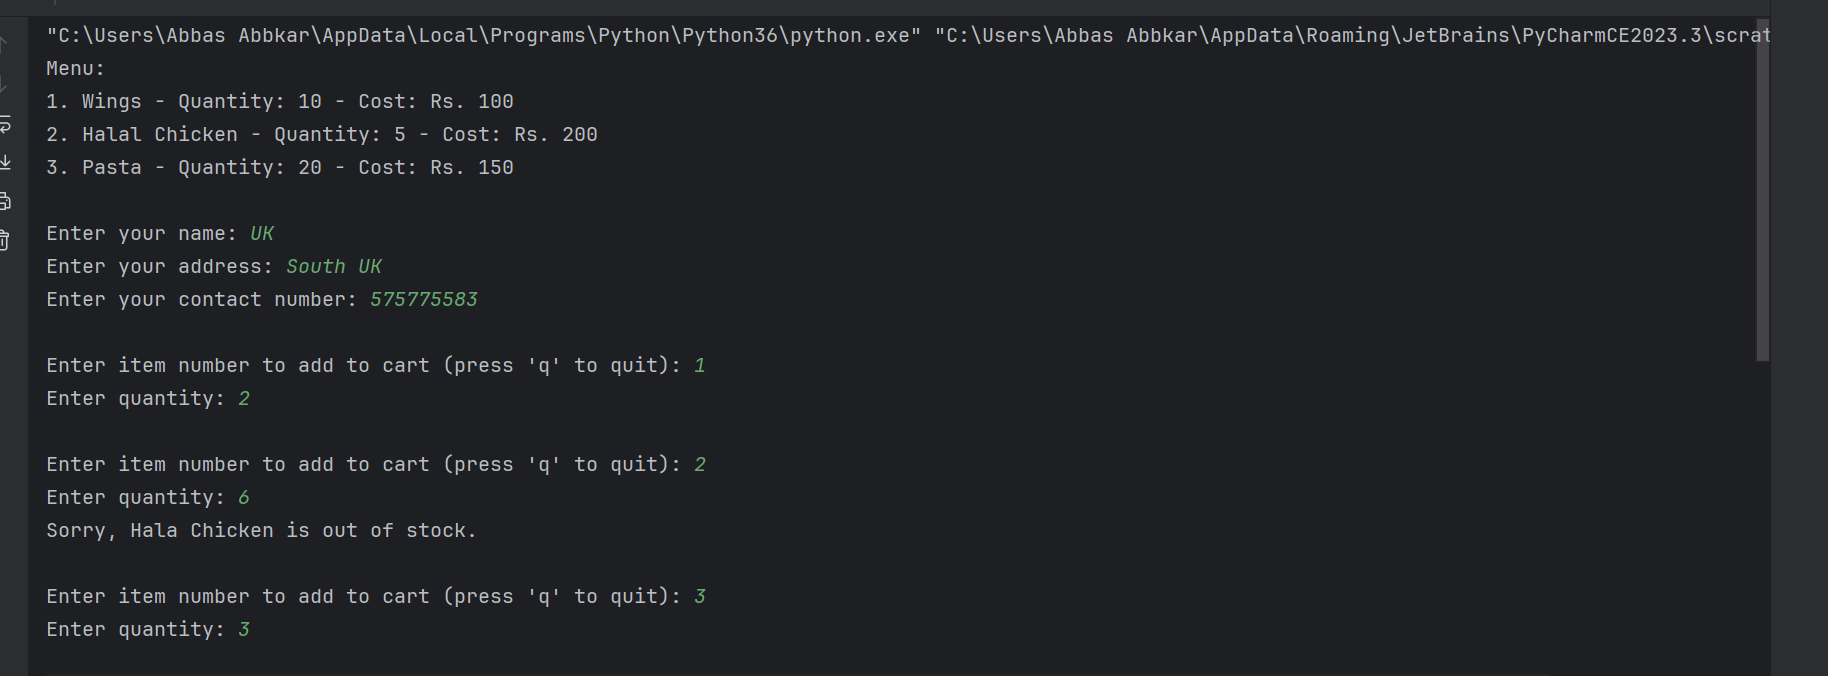 "C:\Users\Abbas Abbkar\AppData\Local\Programs\Python\Python36\python.exe" "C:\Users\Abbas Abbkar\AppData\Roaming\JetBrains\PyCharmCE2023.3\scrat
Menu:
1. Wings - Quantity: 10 - Cost: Rs. 100
2. Halal Chicken - Quantity: 5 - Cost: Rs. 200
3. Pasta - Quantity: 20 - Cost: Rs. 150
Enter your name: UK
Enter your address: South UK
Enter your contact number: 575775583
Enter item number to add to cart (press 'q' to quit): 1
Enter quantity: 2
Enter item number to add to cart (press 'q' to quit): 2
Enter quantity: 6
Sorry, Hala Chicken is out of stock.
Enter item number to add to cart (press 'q' to quit): 3
Enter quantity: 3